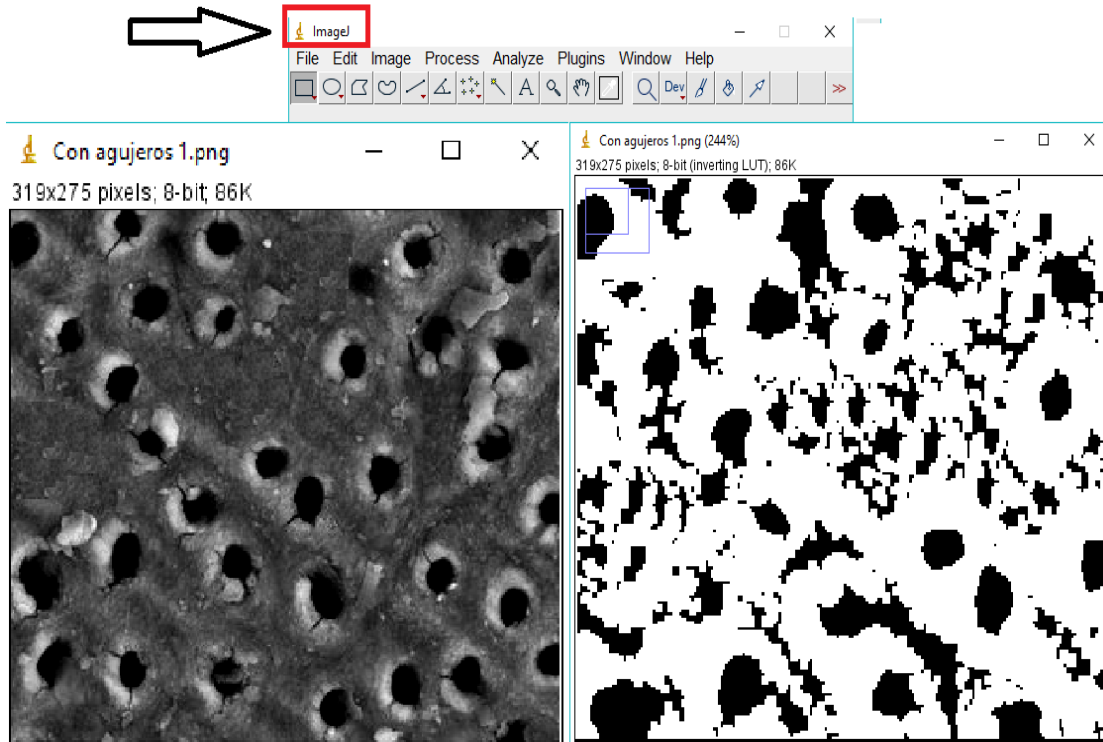 ImageJ
File Edit Image Process Analyze Plugins Window Help
A Dev >>
Con agujeros 1.png
319x275 pixels; 8-bit; 86K
Con agujeros 1.png (244%)
319x275 pixels; 8-bit (inverting LUT); 86K